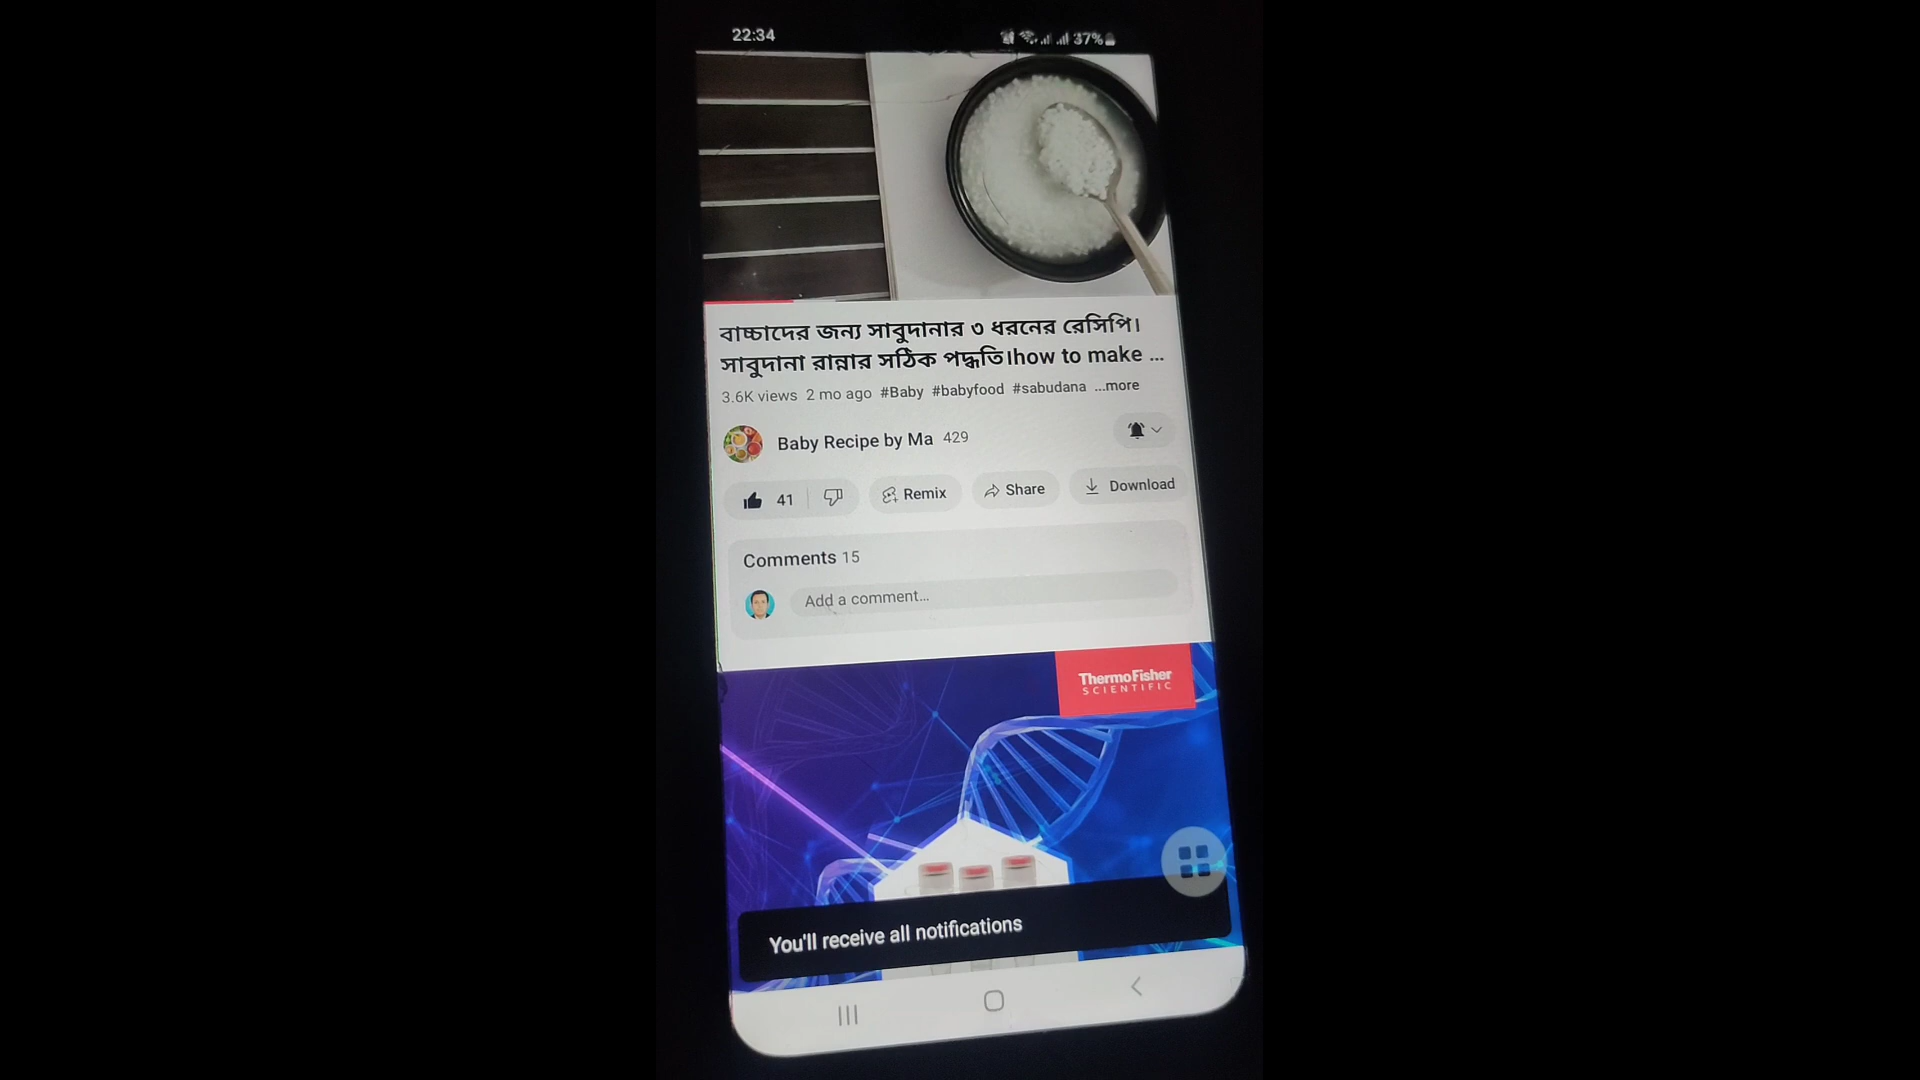 22:34
37%
বাচ্চাদের জন্য সাবুদানার ৩ ধরনের রেসিপি।
সাবুদানা রান্নার সঠিক পদ্ধতি।how to make ...
3.6K views 2 mo ago #Baby #babyfood #sabudana ...more
Baby Recipe by Ma 429
41 Remix Share Download
Comments 15
Add a comment...
ThermoFisher
SCIENTIFIC
You'll receive all notifications